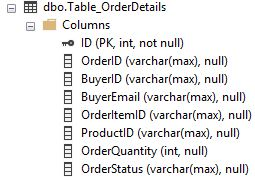 dbo.Table_OrderDetails
Columns
ID (PK, int, not null)
OrderID (varchar(max), null)
BuyerID (varchar(max), null)
BuyerEmail (varchar(max), null)
OrderItemID (varchar(max), null)
ProductID (varchar(max), null)
OrderQuantity (int, null)
OrderStatus (varchar(max), null)